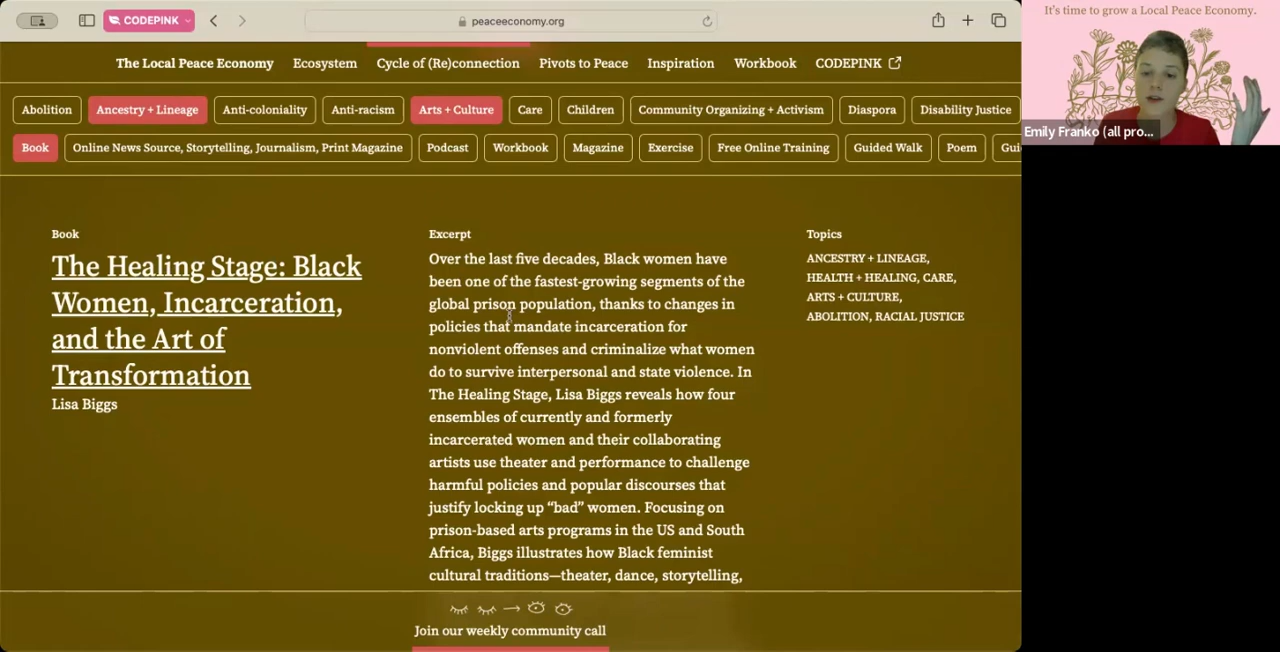 CODEPINK
peaceeconomy.org
The Local Peace Economy Ecosystem Cycle of (Re)connection Pivots to Peace Inspiration Workbook CODEPINK
Abolition Ancestry + Lineage Anti-coloniality Anti-racism Arts + Culture Care Children Community Organizing + Activism Diaspora Disability Justice
Book Online News Source, Storytelling, Journalism, Print Magazine Podcast Workbook Magazine Exercise Free Online Training Guided Walk Poem Gui
Book
The Healing Stage: Black
Women, Incarceration,
and the Art of
Transformation
Lisa Biggs
Excerpt
Over the last five decades, Black women have
been one of the fastest-growing segments of the
global prison population, thanks to changes in
policies that mandate incarceration for
nonviolent offenses and criminalize what women
do to survive interpersonal and state violence. In
The Healing Stage, Lisa Biggs reveals how four
ensembles of currently and formerly
incarcerated women and their collaborating
artists use theater and performance to challenge
harmful policies and popular discourses that
justify locking up “bad” women. Focusing on
prison-based arts programs in the US and South
Africa, Biggs illustrates how Black feminist
cultural traditions—theater, dance, storytelling,
Topics
ANCESTRY + LINEAGE,
HEALTH + HEALING, CARE,
ARTS + CULTURE,
ABOLITION, RACIAL JUSTICE
Join our weekly community call
It's time to grow a Local Peace Economy.
Emily Franko (all pro...